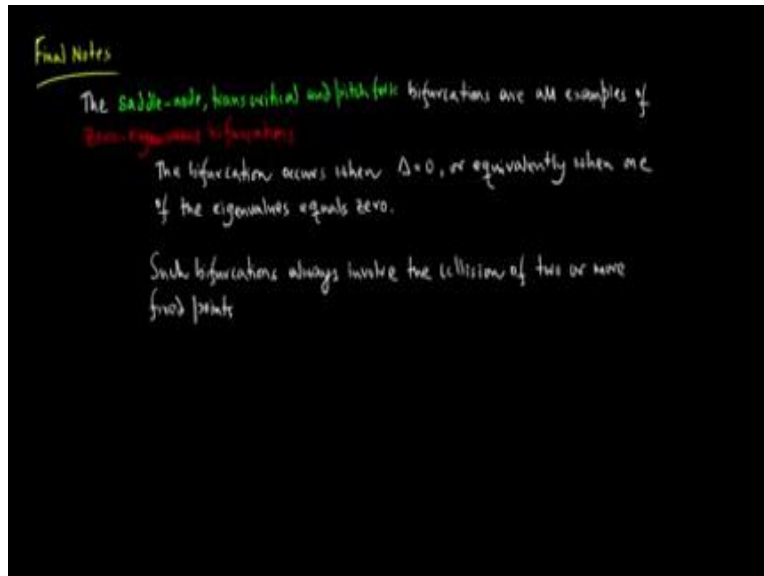 Final Notes
The saddle-node, transcritical and pitchfork bifurcations are all examples of
zero-eigenvalue bifurcations
The bifurcation occurs when Δ=0, or equivalently when one
of the eigenvalues equals zero.
Such bifurcations always involve the collision of two or more
fixed points